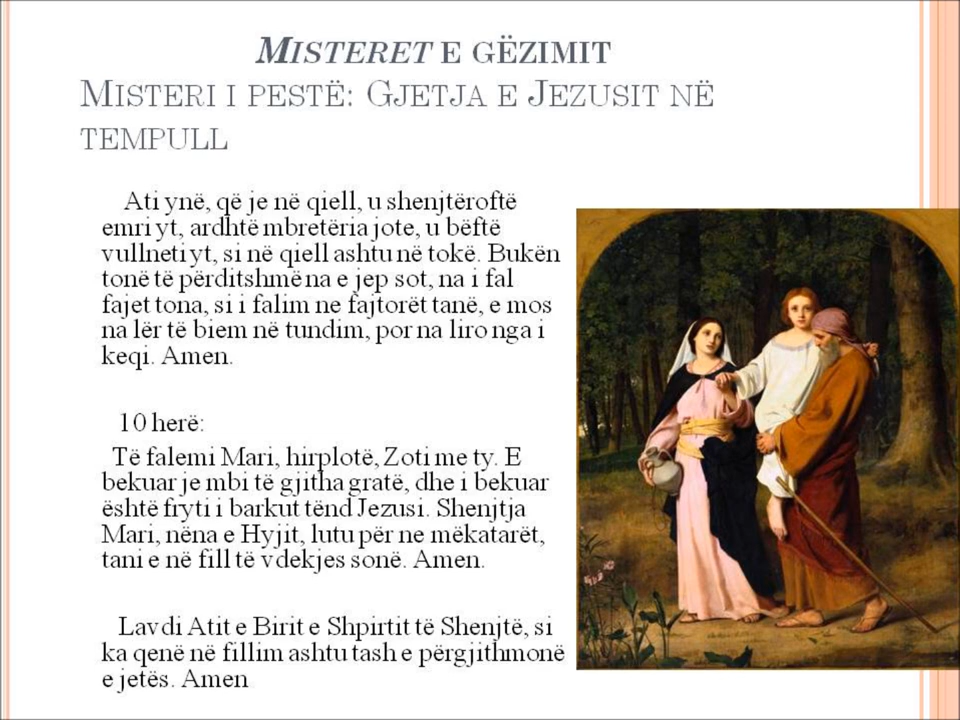 MISTERET E GËZIMIT
MISTERI I PESTË: GJETJA E JEZUSIT NË
TEMPULL
Ati ynë, që je në qiell, u shenjtëroftë
emri yt, ardhtë mbretëria jote, u bëftë
vullneti yt, si në qiell ashtu në tokë. Bukën
tonë të përditshme na e jep sot, na i fal
fajet tona, si i falim ne fajtorët tanë, e mos
na lër të biem në tundim, por na liro nga i
keqi. Amen.
10 herë:
Të falemi Mari, hirplotë, Zoti me ty. E
bekuar je mbi të gjitha gratë, dhe i bekuar
është fryti i barkut tënd Jezusi. Shenjtja
Mari, nëna e Hyjit, lutu për ne mëkatarët,
tani e në fill të vdekjes sonë. Amen.
Lavdi Atit e Birit e Shpirtit të Shenjtë, si
ka qenë në fillim ashtu tash e përgjithmonë
e jetës. Amen